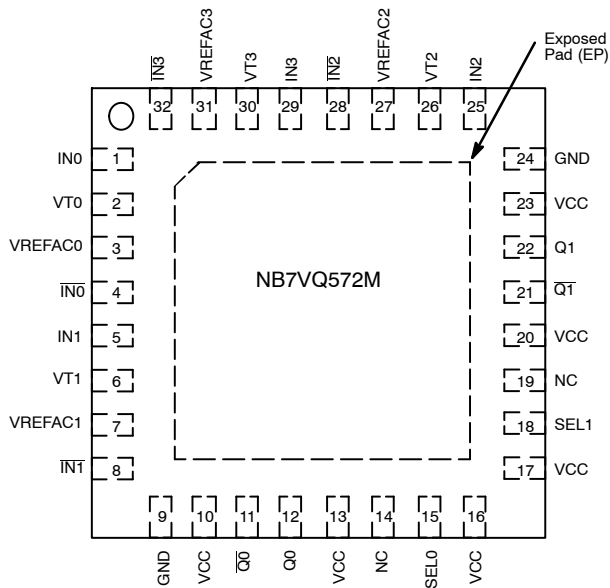 IN3 VREFAC3 VT3 IN3 IN2 VREFAC2 VT2 IN2
Exposed
Pad (EP)
32 31 30 29 28 27 26 25
IN0 1 24 GND
VT0 2 23 VCC
VREFAC0 3 22 Q1
NB7VQ572M
IN0 4 21 Q1
IN1 5 20 VCC
VT1 6 19 NC
VREFAC1 7 18 SEL1
IN1 8 17 VCC
9 10 11 12 13 14 15 16
GND VCC Q0 Q0 VCC NC SEL0 VCC